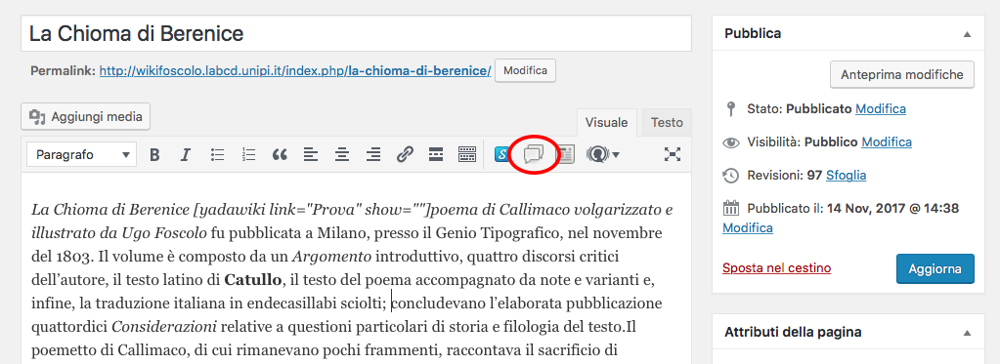 La Chioma di Berenice
Permalink: http://wikifoscolo.labcd.unipi.it/index.php/la-chioma-di-berenice/ Modifica
Aggiungi media
Visuale Testo
Paragrafo B I S
La Chioma di Berenice [yadawiki link="Prova" show=""]poema di Callimaco volgarizzato e
illustrato da Ugo Foscolo fu pubblicata a Milano, presso il Genio Tipografico, nel novembre
del 1803. Il volume è composto da un Argomento introduttivo, quattro discorsi critici
dell'autore, il testo latino di Catullo, il testo del poema accompagnato da note e varianti e,
infine, la traduzione italiana in endecasillabi sciolti; concludevano l'elaborata pubblicazione
quattordici Considerazioni relative a questioni particolari di storia e filologia del testo.Il
poemetto di Callimaco, di cui rimanevano pochi frammenti, raccontava il sacrificio di
Pubblica
Anteprima modifiche
Stato: Pubblicato Modifica
Visibilità: Pubblico Modifica
Revisioni: 97 Sfoglia
Pubblicato il: 14 Nov, 2017 @ 14:38
Modifica
Sposta nel cestino Aggiorna
Attributi della pagina